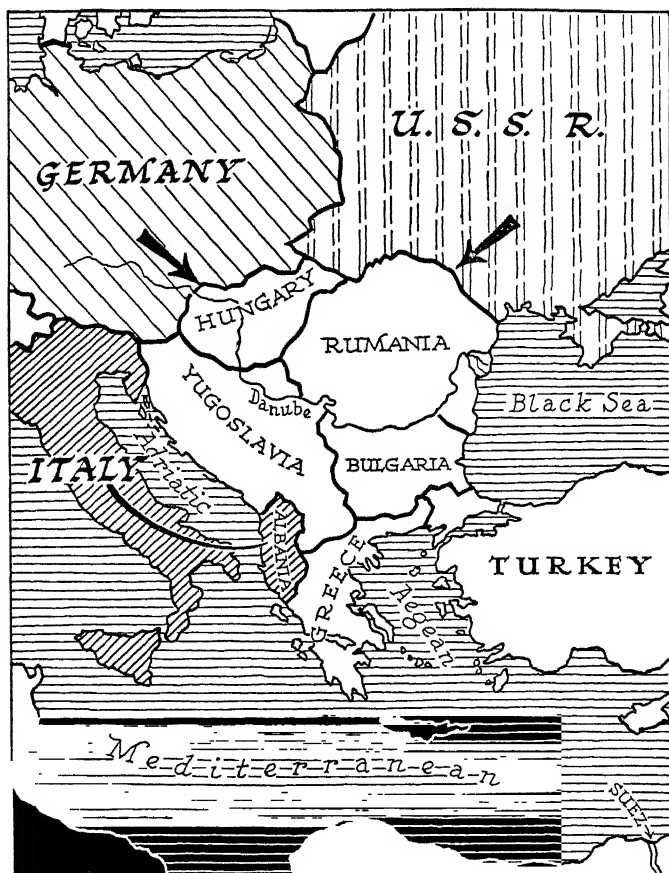 U. S. S. R.
GERMANY
HUNGARY
RUMANIA
YUGOSLAVIA
Danube
Black Sea
Adriatic
ITALY
BULGARIA
ALBANIA
GREECE
TURKEY
Aegean
Mediterranean
SUEZ